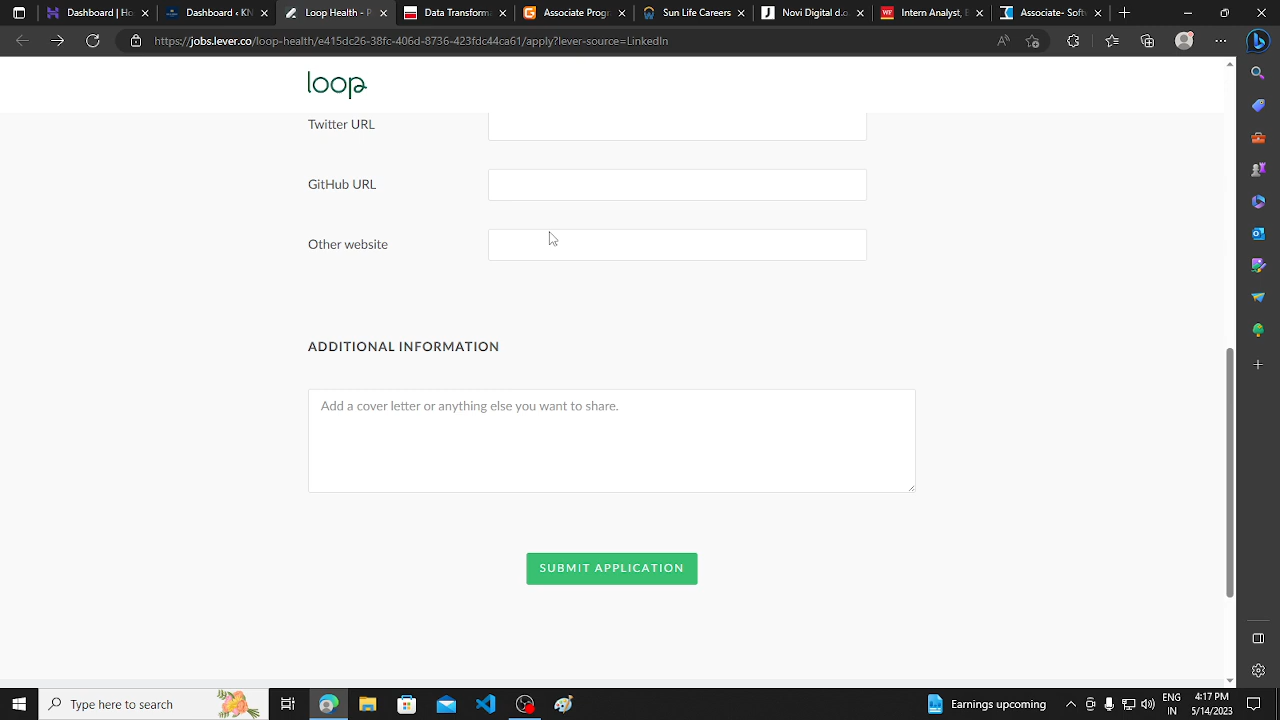 Dashboard | Ho
Dashboard < KN
Loop Health - P
Data Transform
Associate Progr
Sun Life Careers
Novi Digital and
Intern Analyst, B
Associate Soft
https://jobs.lever.co/loop-health/e415dc26-38fc-406d-8736-423fdc44ca61/apply?lever-source=LinkedIn
loop
Twitter URL
GitHub URL
Other website
ADDITIONAL INFORMATION
Add a cover letter or anything else you want to share.
SUBMIT APPLICATION
Type here to search
Earnings upcoming
ENG
IN
4:17 PM
5/14/2023